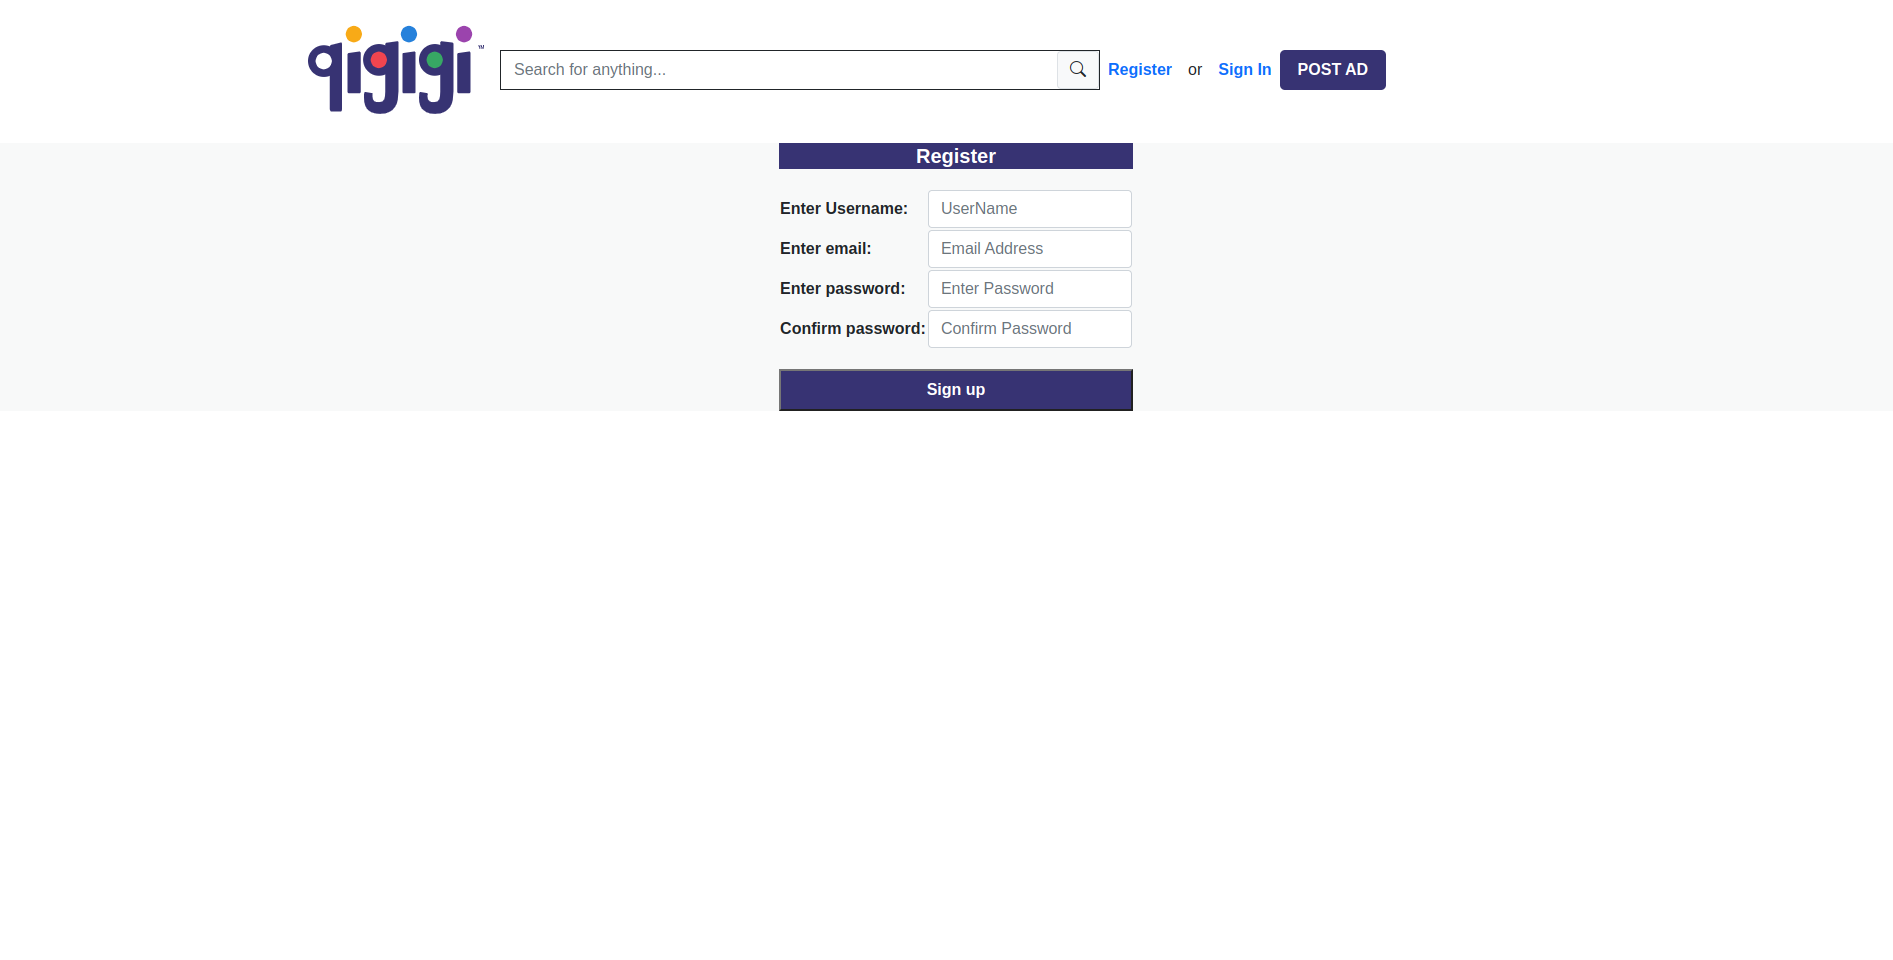 qigigi™
Search for anything... Register or Sign In POST AD
Register
Enter Username: UserName
Enter email: Email Address
Enter password: Enter Password
Confirm password: Confirm Password
Sign up